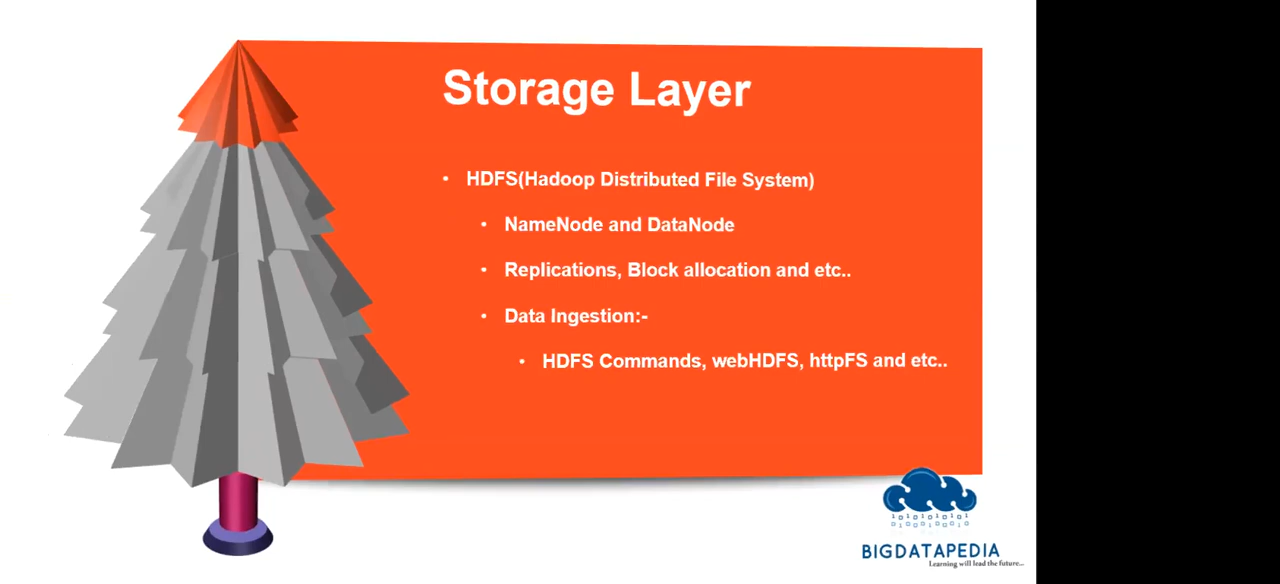 Storage Layer
• HDFS(Hadoop Distributed File System)
• NameNode and DataNode
• Replications, Block allocation and etc..
• Data Ingestion:-
• HDFS Commands, webHDFS, httpFS and etc..
BIGDATAPEDIA
Learning will lead the future...